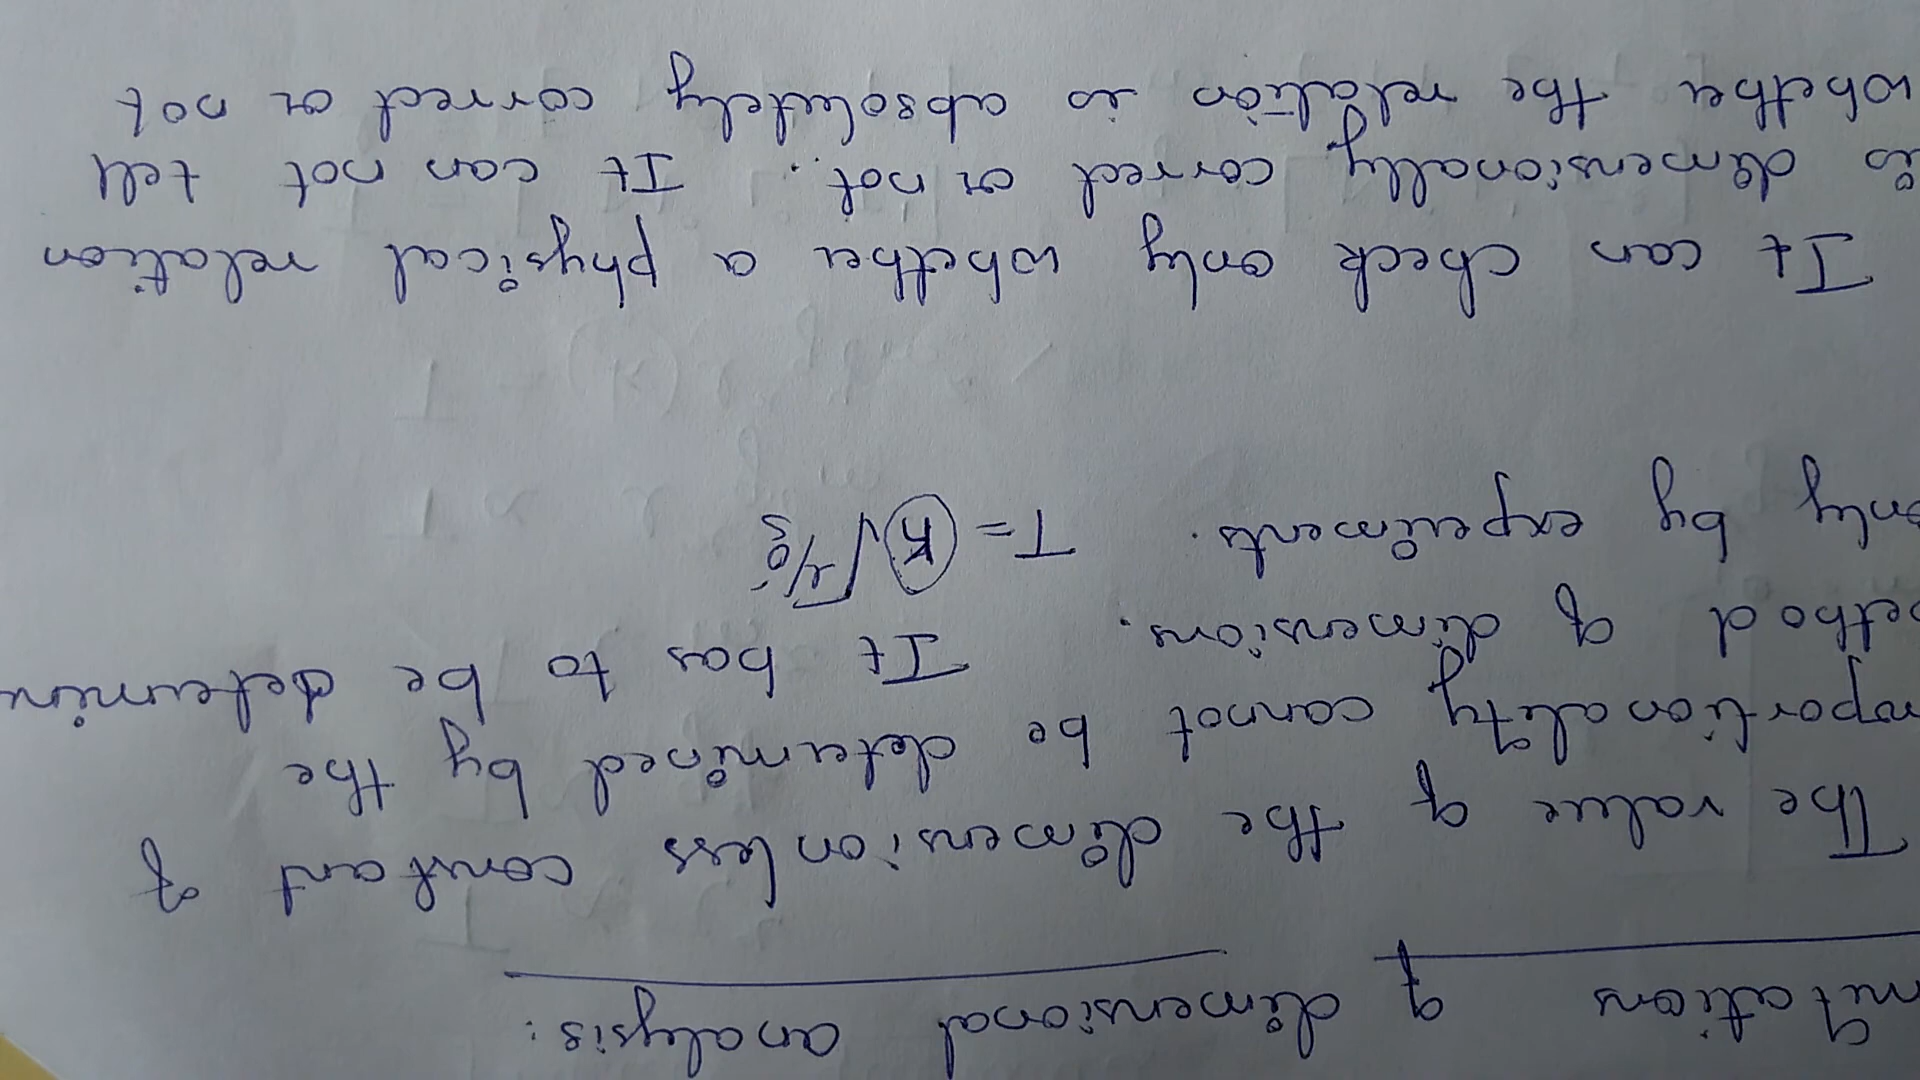 mitations of dimensional analysis:
The value of the dimensionless constant of
roportionality cannot be determined by the
ethod of dimensions. It has to be determin
only by experiments. T = K√
It can check only whether a physical relation
is dimensionally correct or not. It can not tell
whether the relation is absolutely correct or not